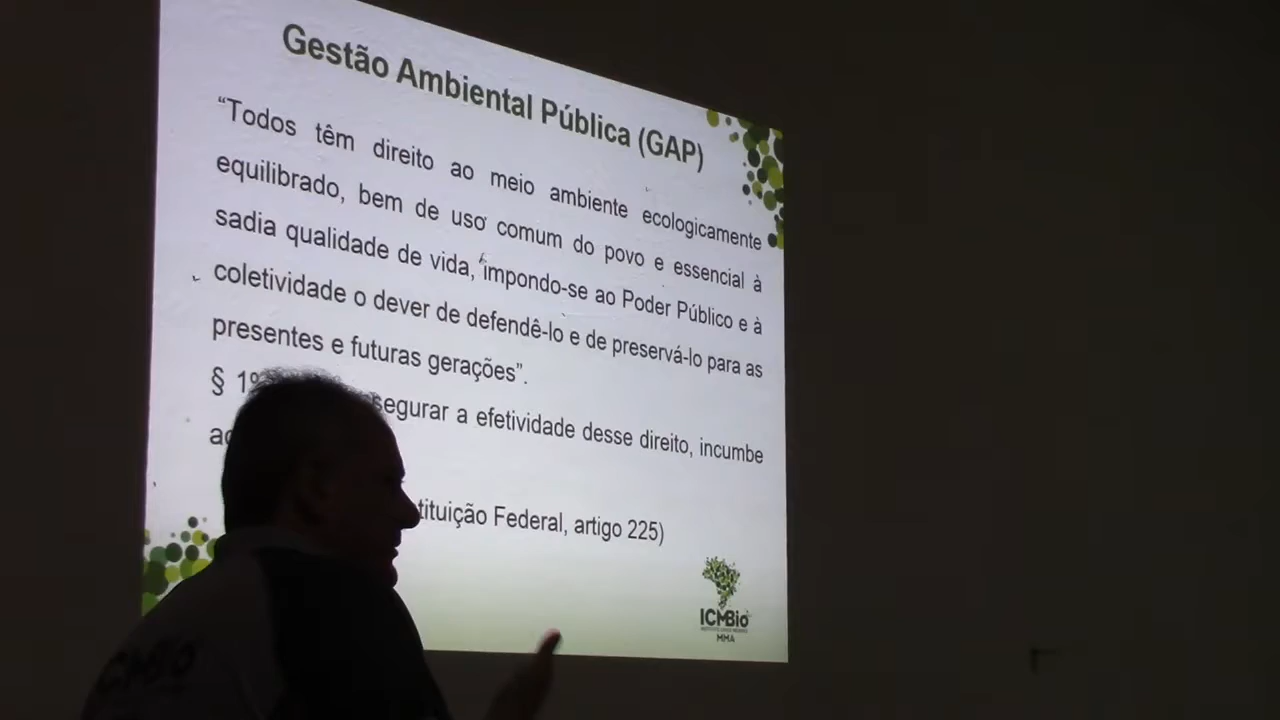 Gestão Ambiental Pública (GAP)
“Todos têm direito ao meio ambiente ecologicamente
equilibrado, bem de uso comum do povo e essencial à
sadia qualidade de vida, impondo-se ao Poder Público e à
coletividade o dever de defendê-lo e de preservá-lo para as
presentes e futuras gerações”.
§ 1º segurar a efetividade desse direito, incumbe
tituição Federal, artigo 225)
ICMBio
MMA
ICMBio